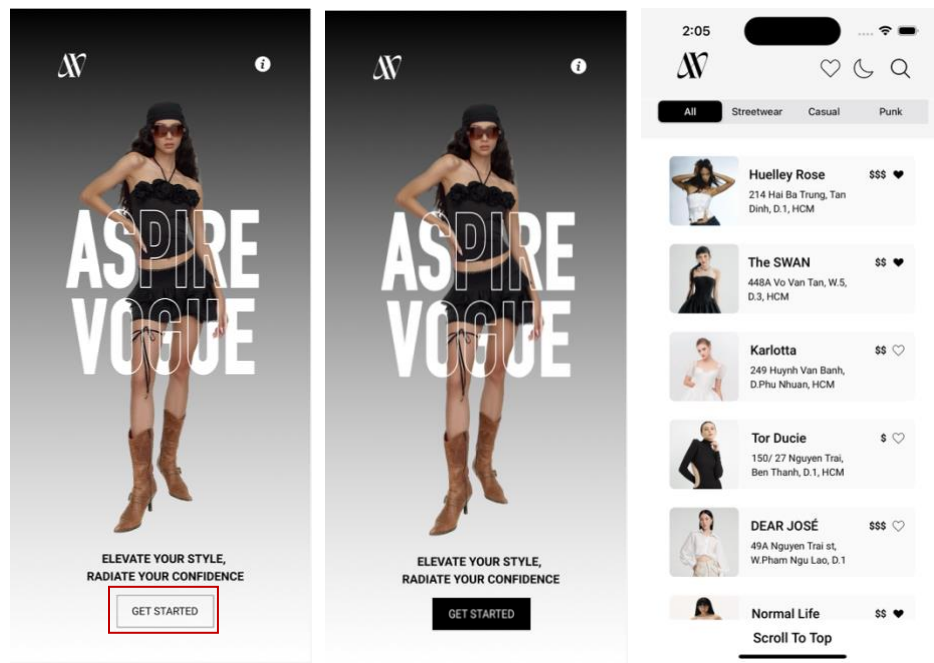 ASPIRE
VOGUE
ELEVATE YOUR STYLE,
RADIATE YOUR CONFIDENCE
GET STARTED
ASPIRE
VOGUE
ELEVATE YOUR STYLE,
RADIATE YOUR CONFIDENCE
GET STARTED
2:05
All Streetwear Casual Punk
Huelley Rose $$$
214 Hai Ba Trung, Tan
Dinh, D.1, HCM
The SWAN $$
448A Vo Van Tan, W.5,
D.3, HCM
Karlotta $$
249 Huynh Van Banh,
D.Phu Nhuan, HCM
Tor Ducie $
150/ 27 Nguyen Trai,
Ben Thanh, D.1, HCM
DEAR JOSÉ $$$
49A Nguyen Trai st,
W.Pham Ngu Lao, D.1
Normal Life $$
Scroll To Top